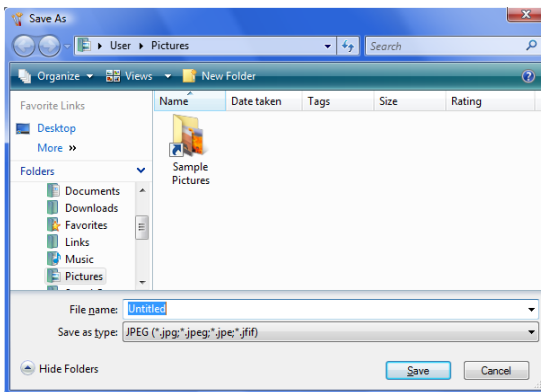 Save As
User Pictures Search
Organize Views New Folder
Favorite Links
Desktop
More »
Folders
Documents
Downloads
Favorites
Links
Music
Pictures
Name Date taken Tags Size Rating
Sample
Pictures
File name: Untitled
Save as type: JPEG (*.jpg;*.jpeg;*.jpe;*.jfif)
Hide Folders Save Cancel